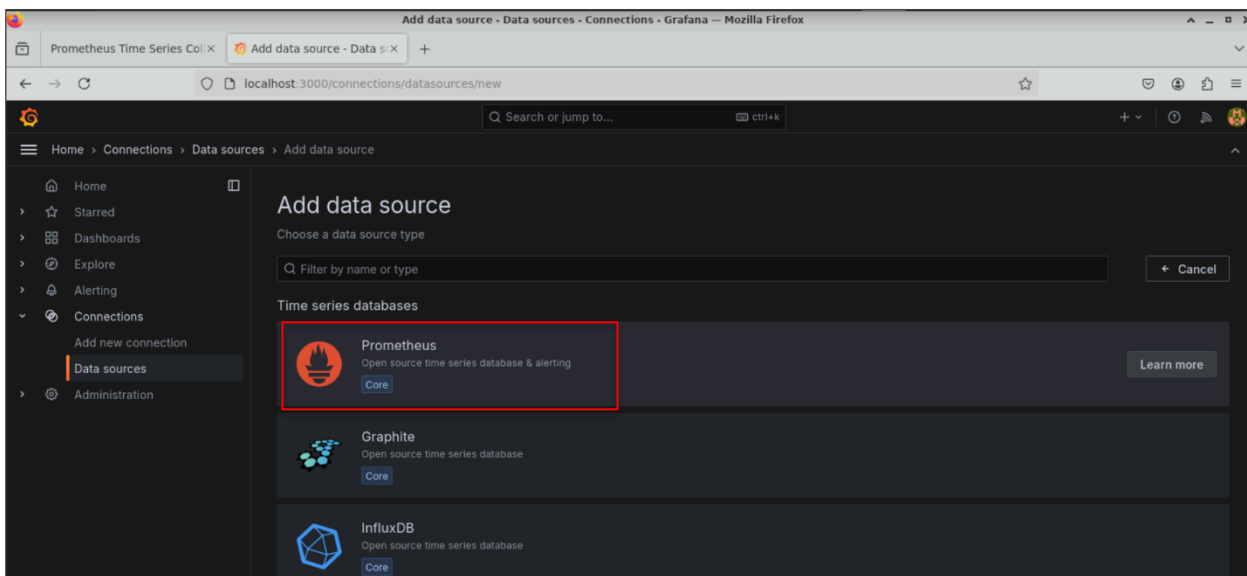 Add data source - Data sources - Connections - Grafana — Mozilla Firefox
Prometheus Time Series Col
Add data source - Data s
localhost:3000/connections/datasources/new
Search or jump to...
ctrl+k
Home › Connections › Data sources › Add data source
Home
Starred
Dashboards
Explore
Alerting
Connections
Add new connection
Data sources
Administration
Add data source
Choose a data source type
Filter by name or type
Cancel
Time series databases
Prometheus
Open source time series database & alerting
Core
Learn more
Graphite
Open source time series database
Core
InfluxDB
Open source time series database
Core